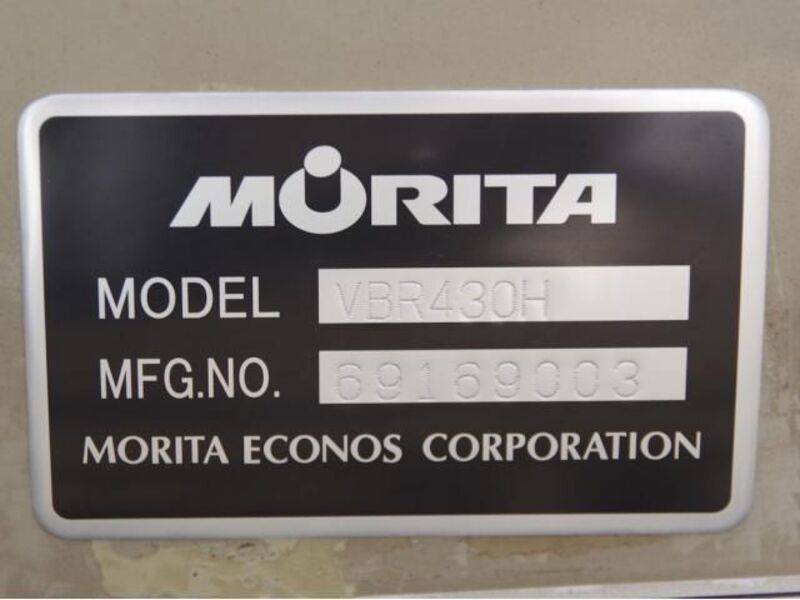 MORITA
MODEL VBR430H
MFG.NO. 69169003
MORITA ECONOS CORPORATION